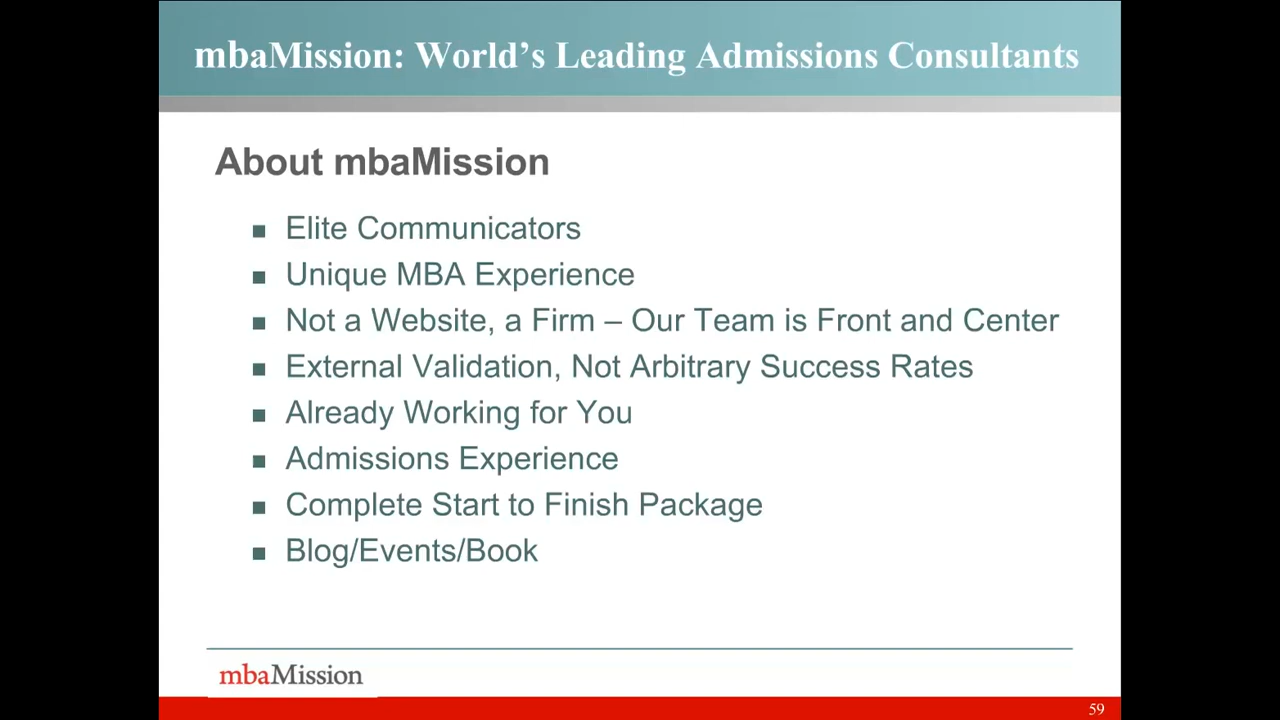 mbaMission: World's Leading Admissions Consultants
About mbaMission
Elite Communicators
Unique MBA Experience
Not a Website, a Firm – Our Team is Front and Center
External Validation, Not Arbitrary Success Rates
Already Working for You
Admissions Experience
Complete Start to Finish Package
Blog/Events/Book
mbaMission
59